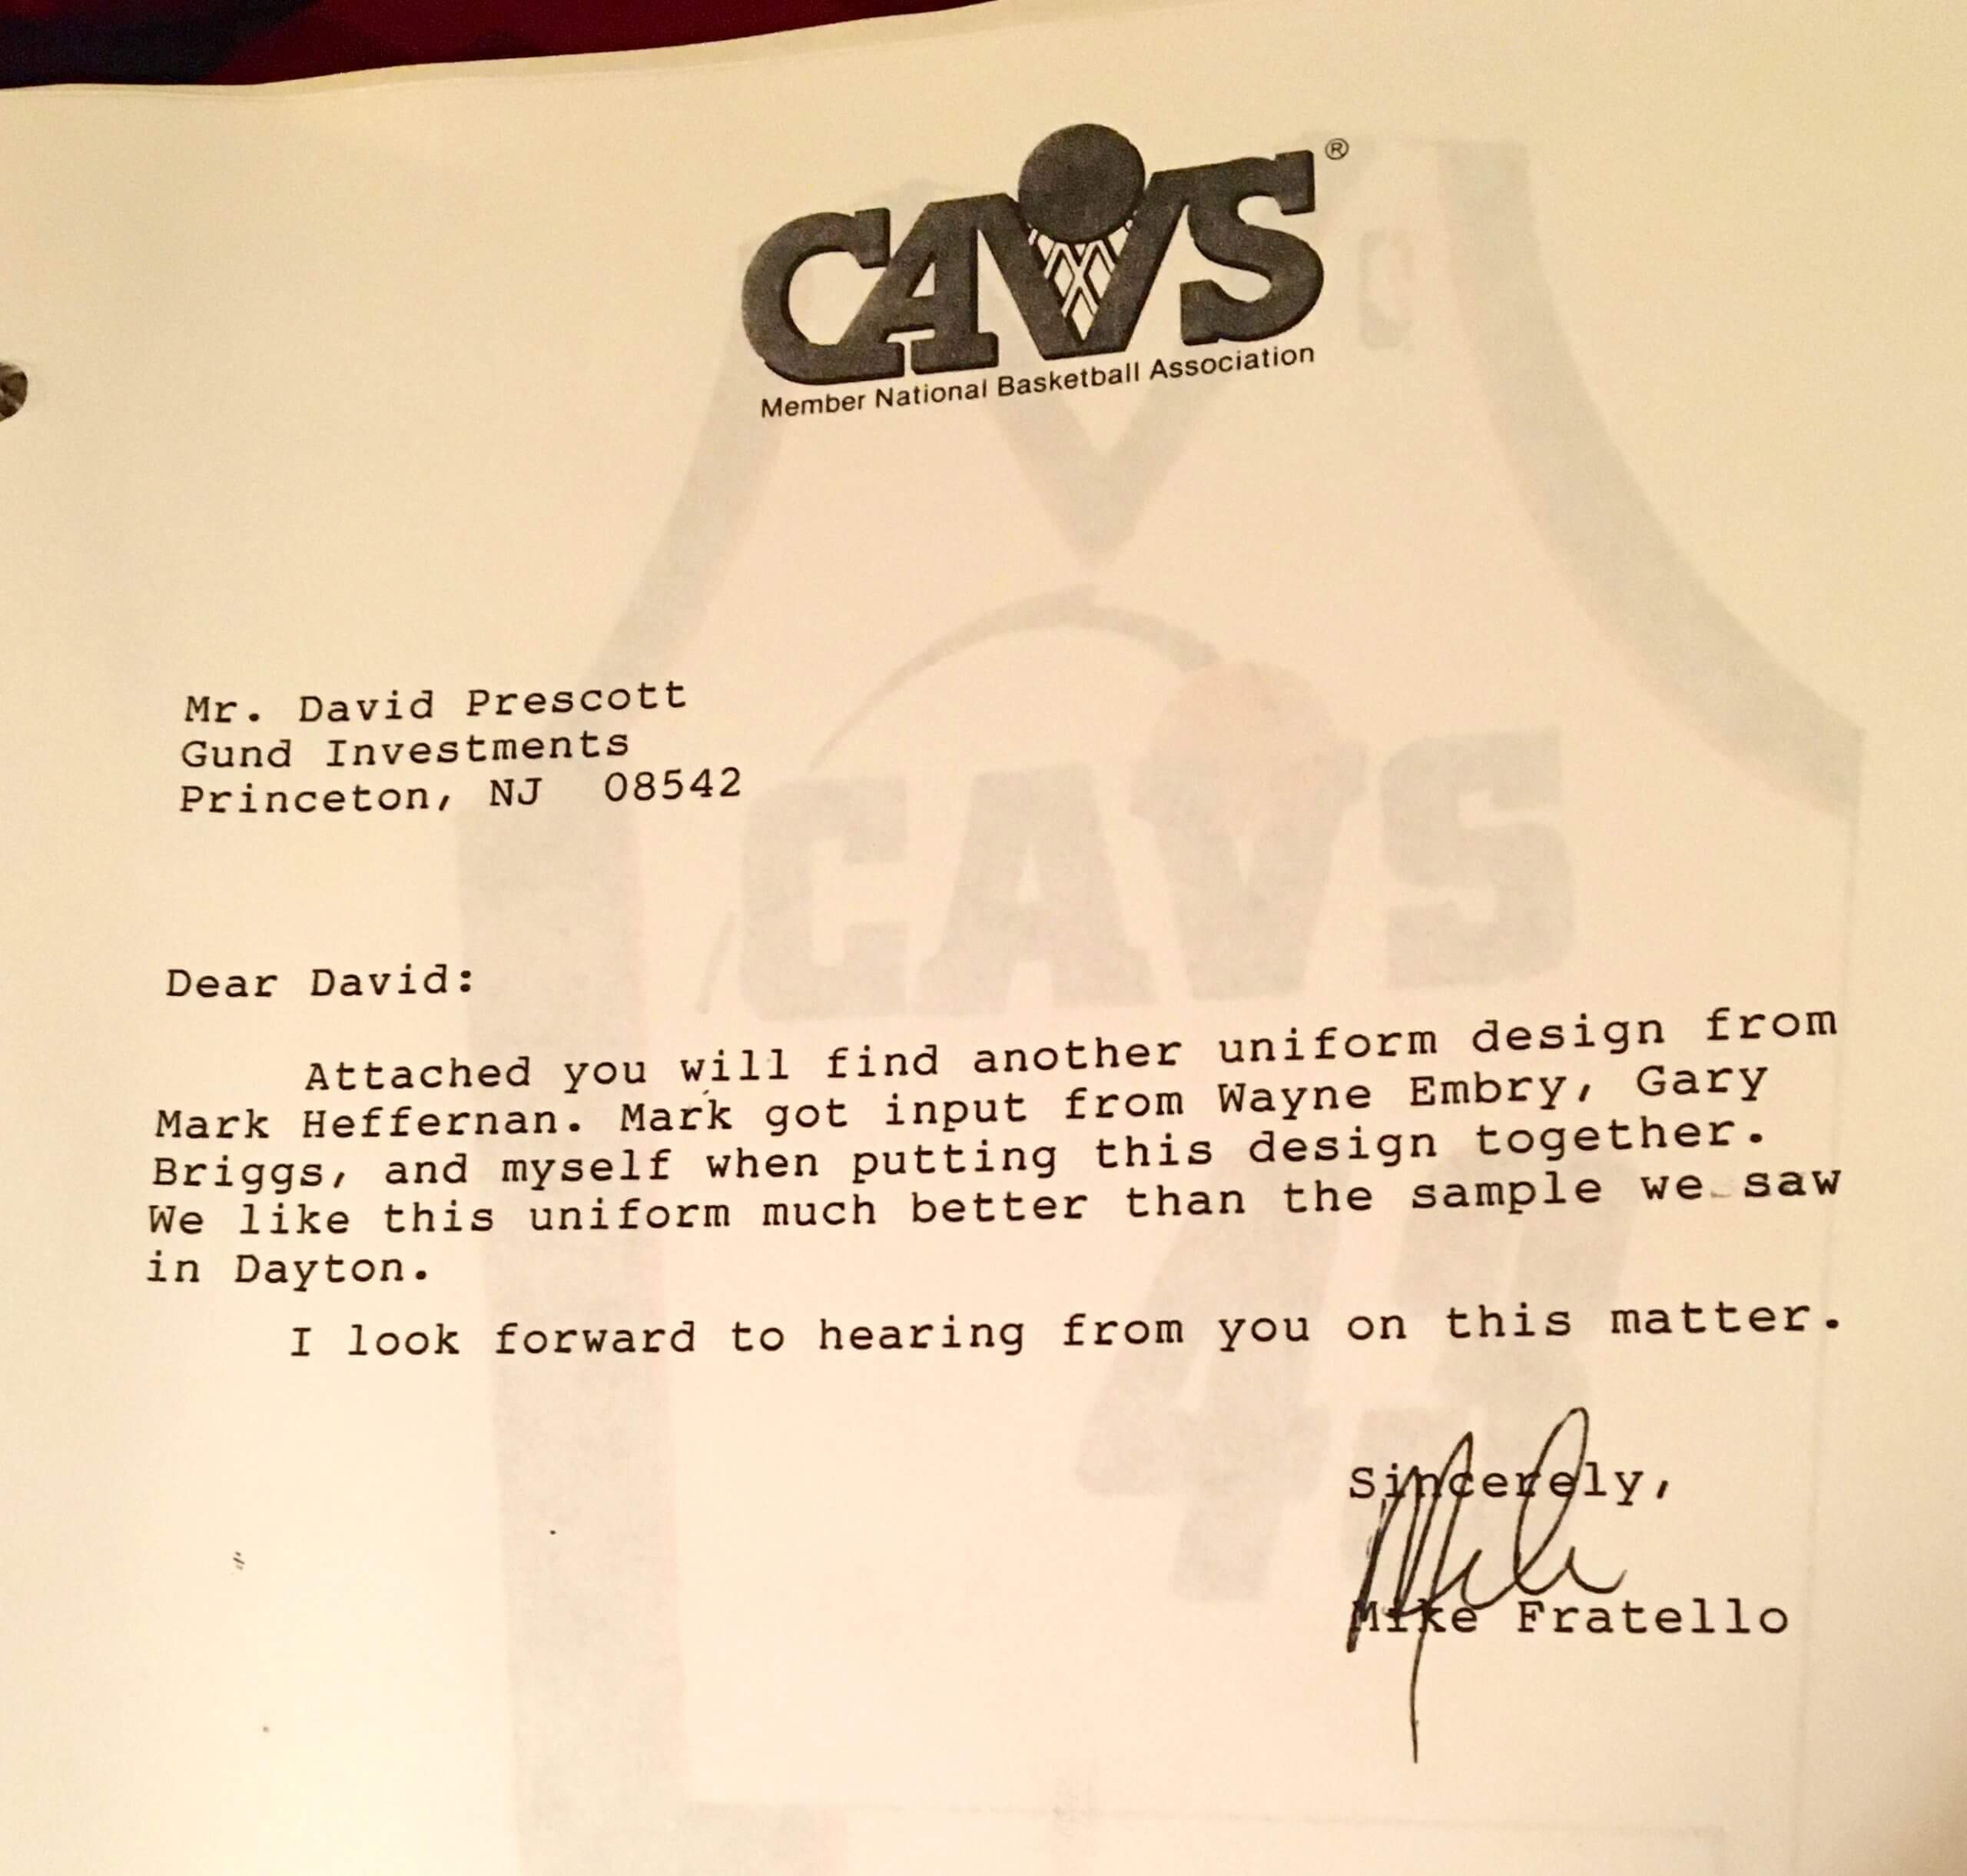 CAVS®
Member National Basketball Association
Mr. David Prescott
Gund Investments
Princeton, NJ  08542
CAVS
Dear David:
Attached you will find another uniform design from
Mark Heffernan. Mark got input from Wayne Embry, Gary
Briggs, and myself when putting this design together.
We like this uniform much better than the sample we saw
in Dayton.
I look forward to hearing from you on this matter.
Sincerely,
Mike
Mike Fratello